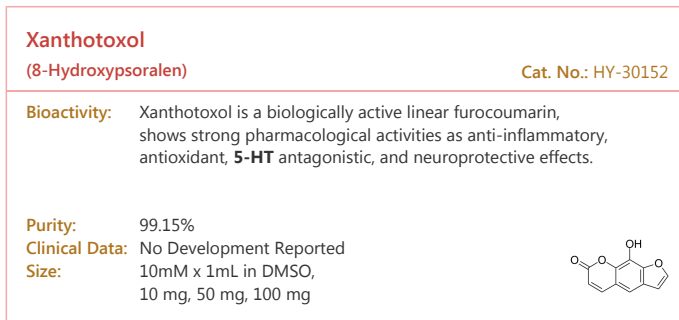 Xanthotoxol
(8-Hydroxypsoralen)
Cat. No.: HY-30152
Bioactivity: Xanthotoxol is a biologically active linear furocoumarin,
shows strong pharmacological activities as anti-inflammatory,
antioxidant, 5-HT antagonistic, and neuroprotective effects.
Purity: 99.15%
Clinical Data: No Development Reported
Size: 10mM x 1mL in DMSO,
10 mg, 50 mg, 100 mg
OH
O O O